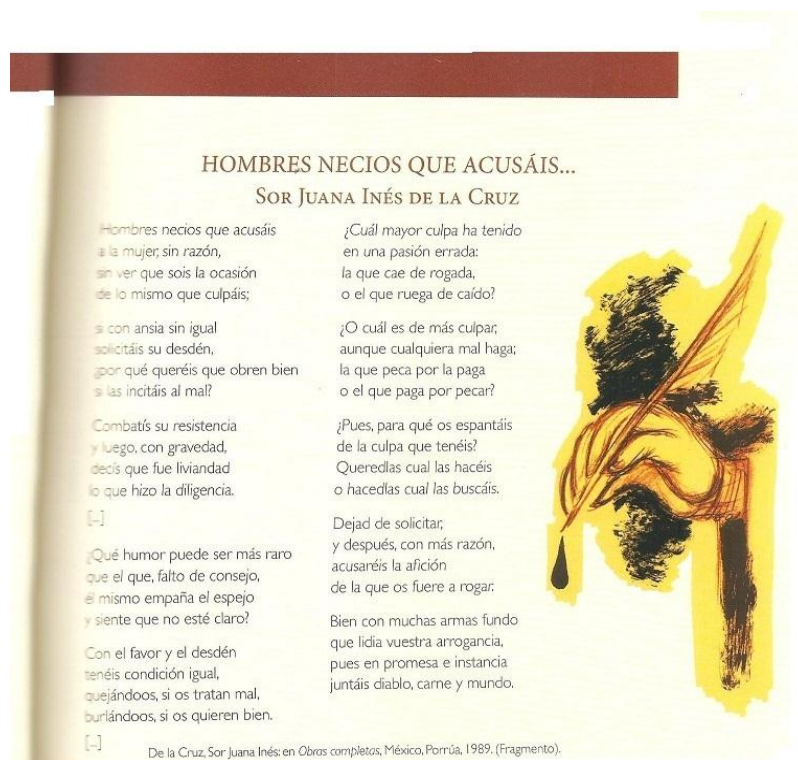 HOMBRES NECIOS QUE ACUSÁIS...
SOR JUANA INÉS DE LA CRUZ
Hombres necios que acusáis
a la mujer, sin razón,
sin ver que sois la ocasión
de lo mismo que culpáis;
si con ansia sin igual
solicitáis su desdén,
¿por qué queréis que obren bien
si las incitáis al mal?
Combatís su resistencia
y luego, con gravedad,
decís que fue liviandad
lo que hizo la diligencia.
[...]
¿Qué humor puede ser más raro
que el que, falto de consejo,
él mismo empaña el espejo
y siente que no esté claro?
Con el favor y el desdén
tenéis condición igual,
quejándoos, si os tratan mal,
burlándoos, si os quieren bien.
[...]
¿Cuál mayor culpa ha tenido
en una pasión errada:
la que cae de rogada,
o el que ruega de caído?
¿O cuál es de más culpar,
aunque cualquiera mal haga;
la que peca por la paga
o el que paga por pecar?
¿Pues, para qué os espantáis
de la culpa que tenéis?
Queredlas cual las hacéis
o hacedlas cual las buscáis.
Dejad de solicitar,
y después, con más razón,
acusaréis la afición
de la que os fuere a rogar.
Bien con muchas armas fundo
que lidia vuestra arrogancia,
pues en promesa e instancia
juntáis diablo, carne y mundo.
De la Cruz, Sor Juana Inés: en Obras completas, México, Porrúa, 1989. (Fragmento).